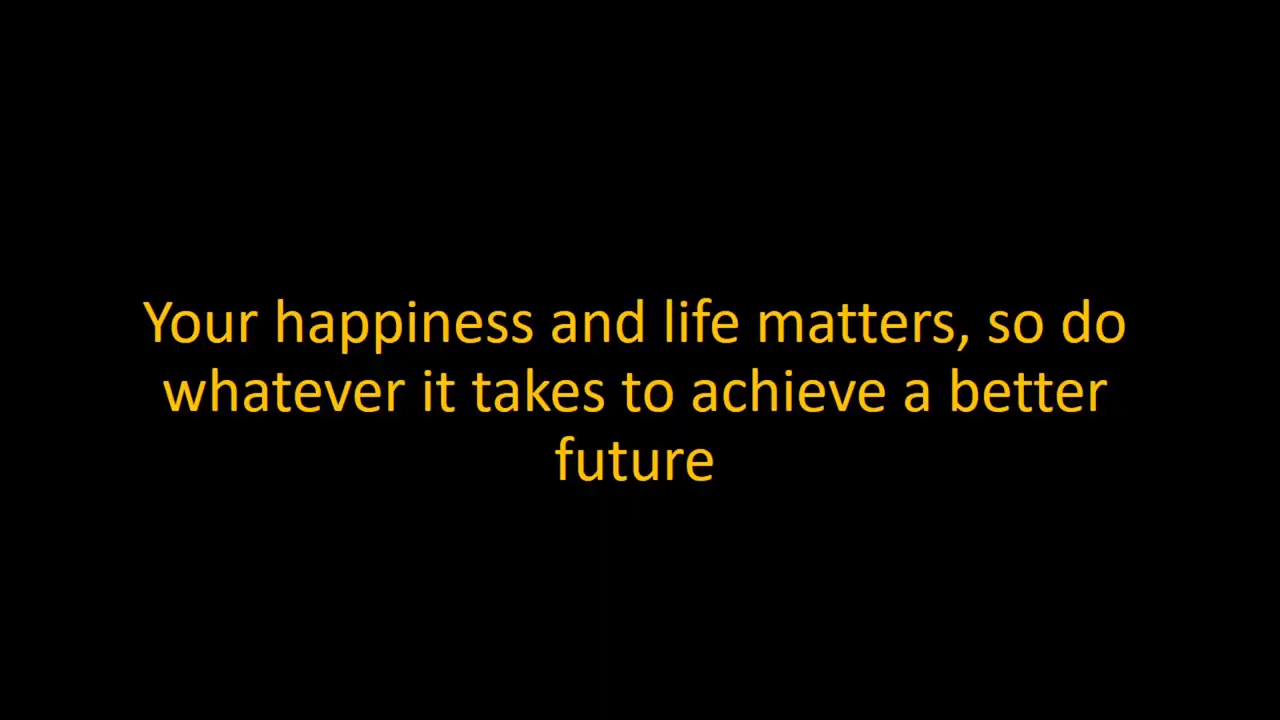 Your happiness and life matters, so do
whatever it takes to achieve a better
future